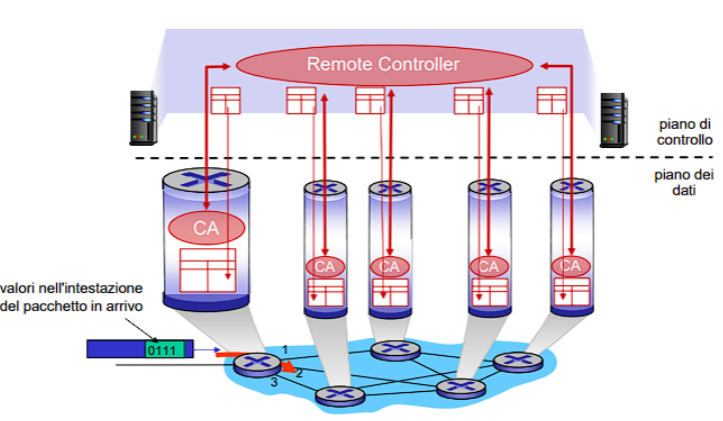 Remote Controller
piano di
controllo
piano dei
dati
CA
CA
CA
CA
CA
valori nell'intestazione
del pacchetto in arrivo
0111
1
2
3